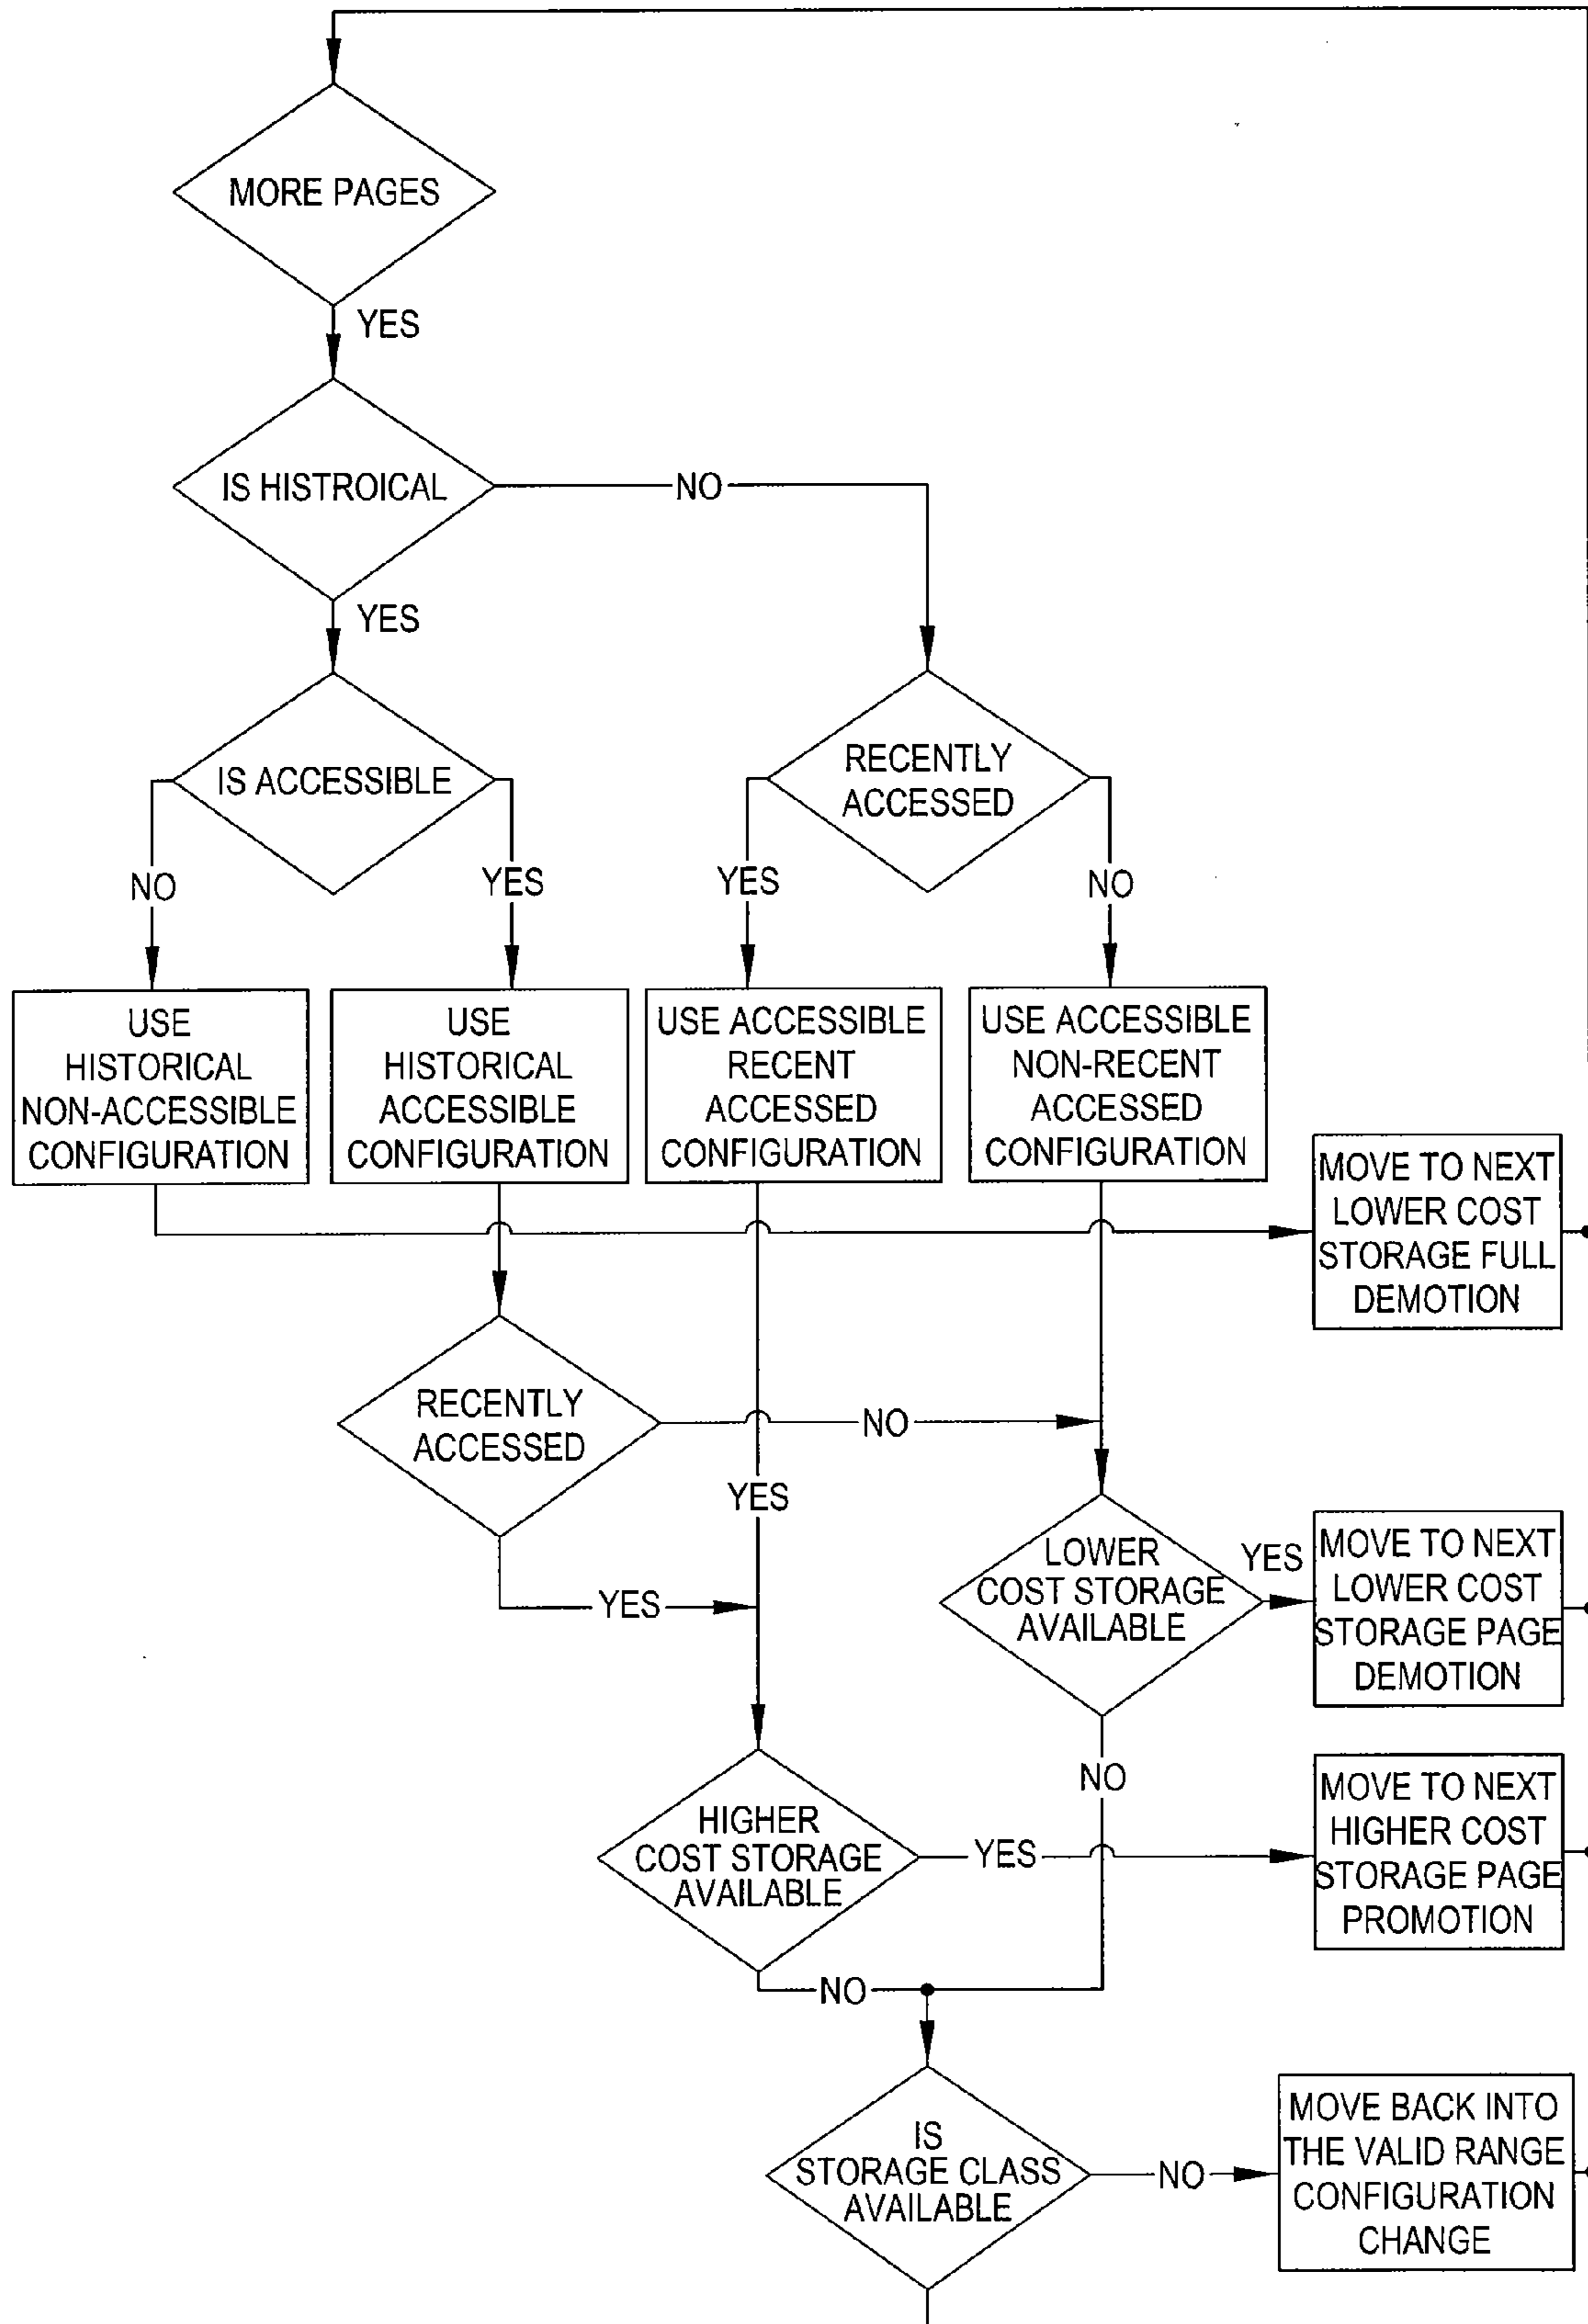 MORE PAGES
YES
IS HISTROICAL
NO
YES
IS ACCESSIBLE
RECENTLY
ACCESSED
NO
YES
YES
NO
USE
HISTORICAL
NON-ACCESSIBLE
CONFIGURATION
USE
HISTORICAL
ACCESSIBLE
CONFIGURATION
USE ACCESSIBLE
RECENT
ACCESSED
CONFIGURATION
USE ACCESSIBLE
NON-RECENT
ACCESSED
CONFIGURATION
MOVE TO NEXT
LOWER COST
STORAGE FULL
DEMOTION
RECENTLY
ACCESSED
NO
YES
YES
LOWER
COST STORAGE
AVAILABLE
YES
MOVE TO NEXT
LOWER COST
STORAGE PAGE
DEMOTION
NO
HIGHER
COST STORAGE
AVAILABLE
YES
MOVE TO NEXT
HIGHER COST
STORAGE PAGE
PROMOTION
NO
IS
STORAGE CLASS
AVAILABLE
NO
MOVE BACK INTO
THE VALID RANGE
CONFIGURATION
CHANGE